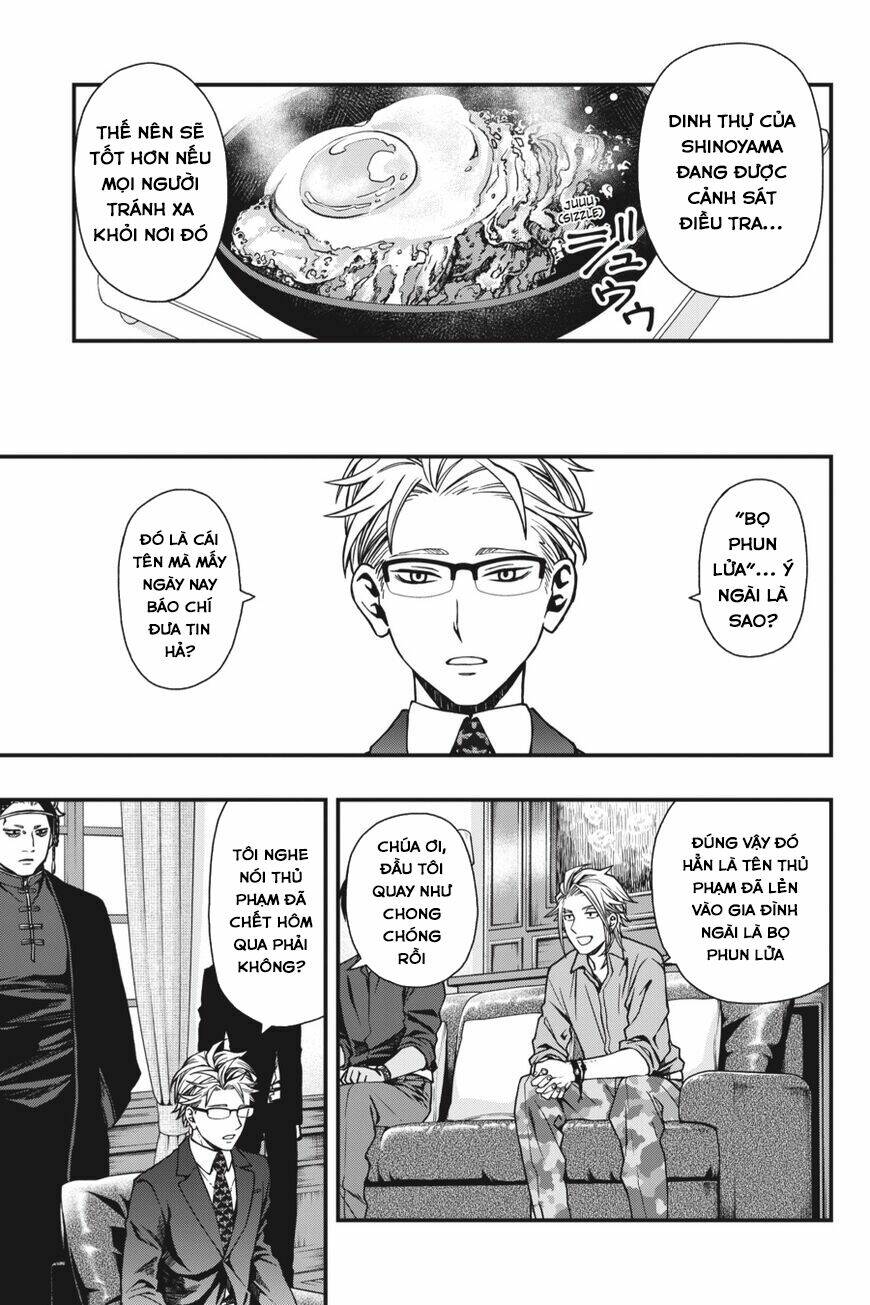 DINH THỰ CỦA
SHINOYAMA
ĐANG ĐƯỢC
CẢNH SÁT
ĐIỀU TRA...
JUUU
(SIZZLE)
ジュウゥ
THẾ NÊN SẼ
TỐT HƠN NẾU
MỌI NGƯỜI
TRÁNH XA
KHỎI NƠI ĐÓ
"BỌ
PHUN
LỬA"... Ý
NGÀI LÀ
SAO?
ĐÓ LÀ CÁI
TÊN MÀ MẤY
NGÀY NAY
BÁO CHÍ
ĐƯA TIN
HẢ?
ĐÚNG VẬY ĐÓ
HẲN LÀ TÊN THỦ
PHẠM ĐÃ LẺN
VÀO GIA ĐÌNH
NGÀI LÀ BỌ
PHUN LỬA
CHÚA ƠI,
ĐẦU TÔI
QUAY NHƯ
CHONG
CHÓNG
RỒI
TÔI NGHE
NÓI THỦ
PHẠM ĐÃ
CHẾT HÔM
QUA PHẢI
KHÔNG?